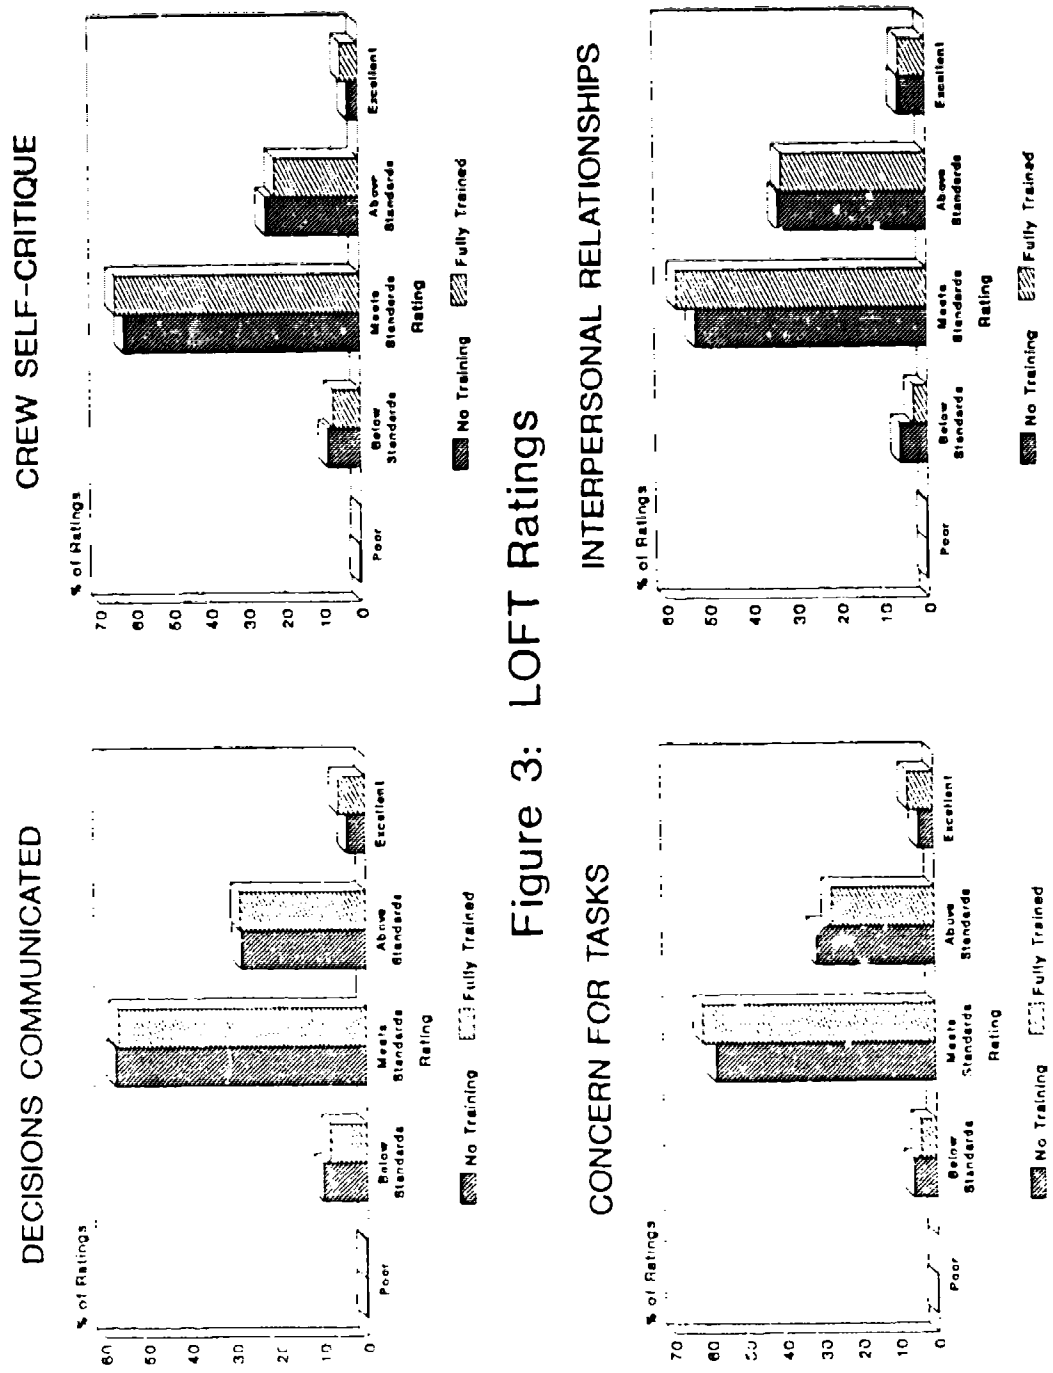 DECISIONS COMMUNICATED
% of Ratings
60
50
40
30
20
10
0
Poor
Below
Standards
Meets
Standards
Above
Standards
Excellent
Rating
No Training
Fully Trained
CREW SELF-CRITIQUE
% of Ratings
70
60
50
40
30
20
10
0
Poor
Below
Standards
Meets
Standards
Above
Standards
Excellent
Rating
No Training
Fully Trained
Figure 3: LOFT Ratings
CONCERN FOR TASKS
% of Ratings
70
60
50
40
30
20
10
0
Poor
Below
Standards
Meets
Standards
Above
Standards
Excellent
Rating
No Training
Fully Trained
INTERPERSONAL RELATIONSHIPS
% of Ratings
60
50
40
30
20
10
0
Poor
Below
Standards
Meets
Standards
Above
Standards
Excellent
Rating
No Training
Fully Trained